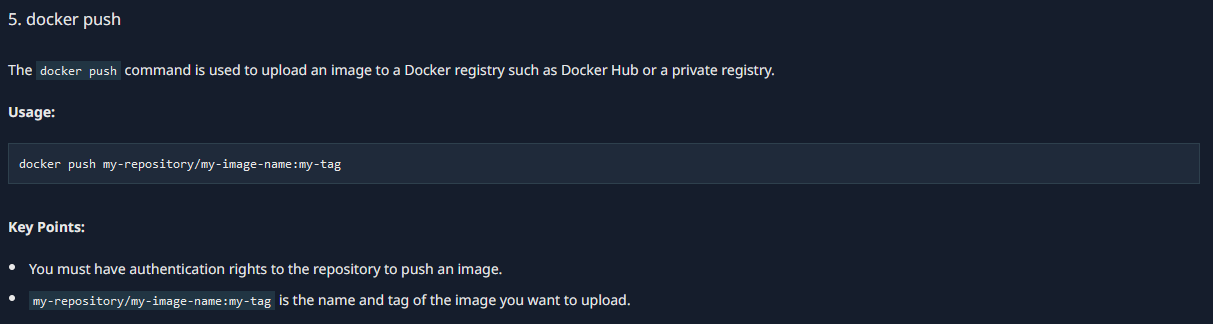 5. docker push
The docker push command is used to upload an image to a Docker registry such as Docker Hub or a private registry.
Usage:
docker push my-repository/my-image-name:my-tag
Key Points:
• You must have authentication rights to the repository to push an image.
• my-repository/my-image-name:my-tag is the name and tag of the image you want to upload.